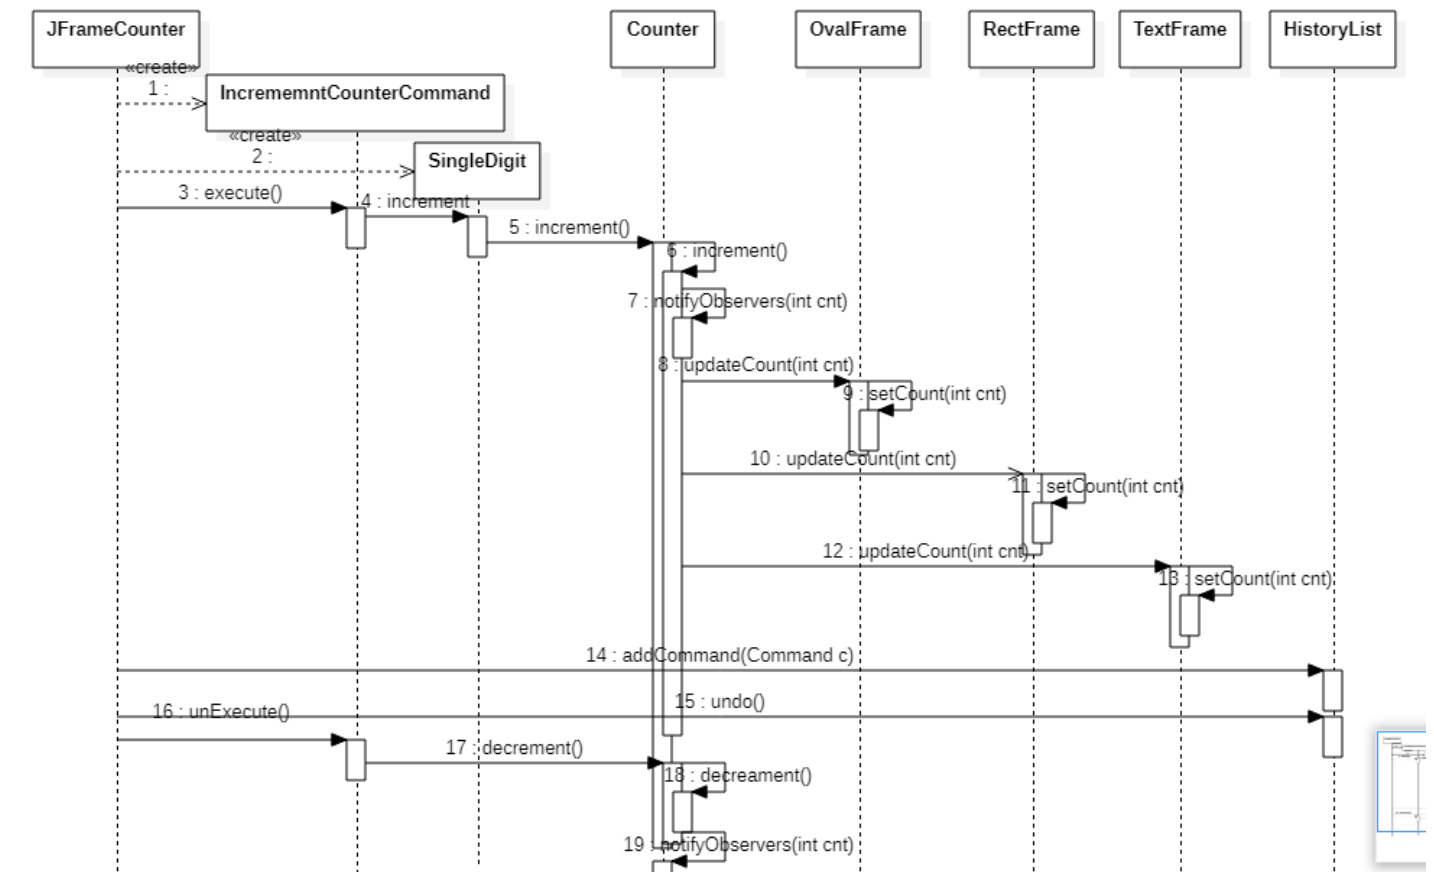 JFrameCounter
Counter
OvalFrame
RectFrame
TextFrame
HistoryList
«create»
1 :
IncrememntCounterCommand
«create»
2 :
SingleDigit
3 : execute()
4 : increment
5 : increment()
6 : increment()
7 : notifyObservers(int cnt)
8 : updateCount(int cnt)
9 : setCount(int cnt)
10 : updateCount(int cnt)
11 : setCount(int cnt)
12 : updateCount(int cnt)
13 : setCount(int cnt)
14 : addCommand(Command c)
15 : undo()
16 : unExecute()
17 : decrement()
18 : decreament()
19 : notifyObservers(int cnt)